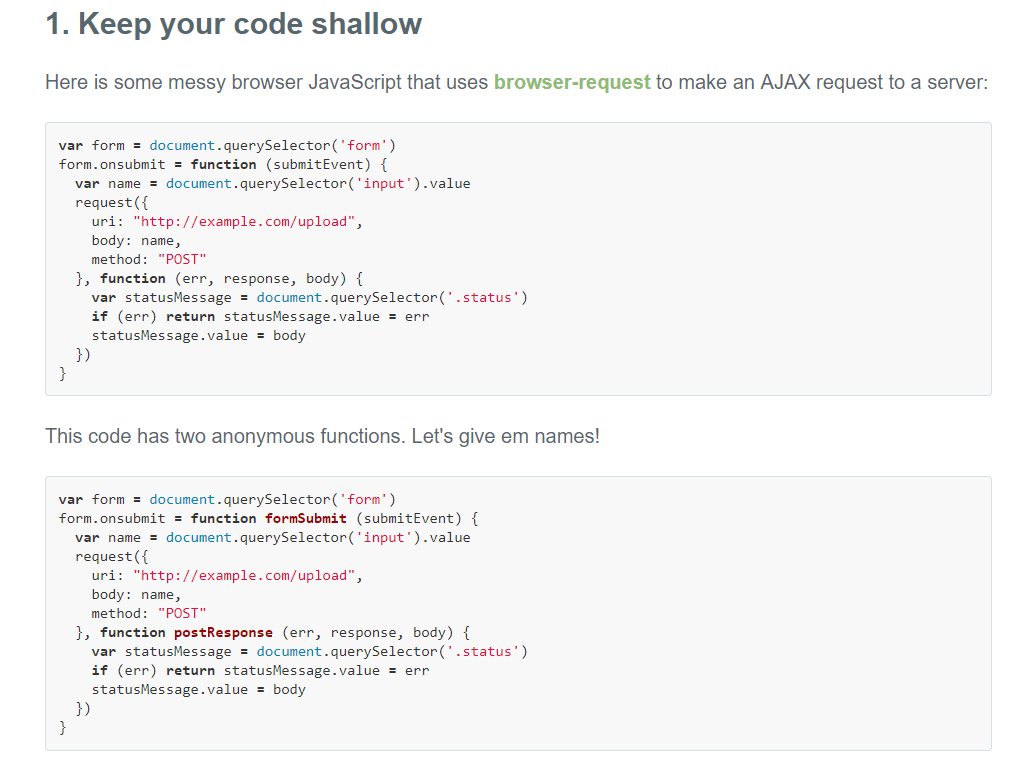 1. Keep your code shallow
Here is some messy browser JavaScript that uses browser-request to make an AJAX request to a server:
var form = document.querySelector('form')
form.onsubmit = function (submitEvent) {
  var name = document.querySelector('input').value
  request({
    uri: "http://example.com/upload",
    body: name,
    method: "POST"
  }, function (err, response, body) {
    var statusMessage = document.querySelector('.status')
    if (err) return statusMessage.value = err
    statusMessage.value = body
  })
}
This code has two anonymous functions. Let's give em names!
var form = document.querySelector('form')
form.onsubmit = function formSubmit (submitEvent) {
  var name = document.querySelector('input').value
  request({
    uri: "http://example.com/upload",
    body: name,
    method: "POST"
  }, function postResponse (err, response, body) {
    var statusMessage = document.querySelector('.status')
    if (err) return statusMessage.value = err
    statusMessage.value = body
  })
}